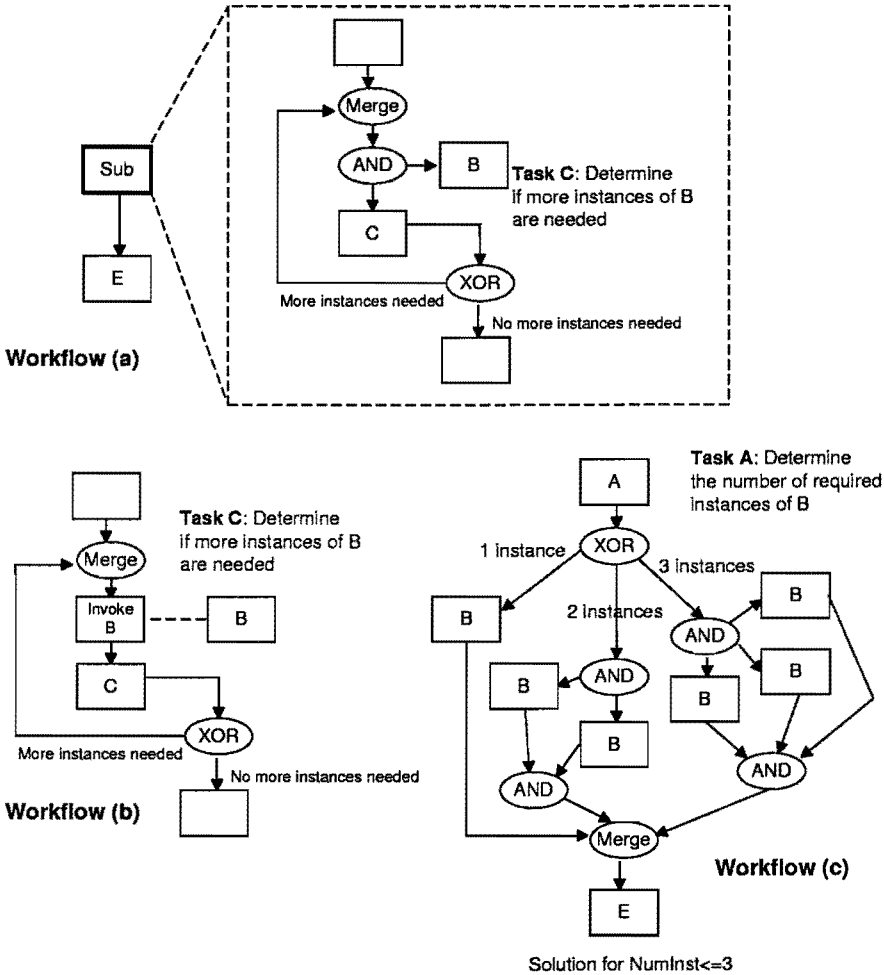 Merge
AND
B
Sub
Task C: Determine
if more instances of B
are needed
C
E
XOR
More instances needed
No more instances needed
Workflow (a)
Task C: Determine
if more instances of B
are needed
Merge
Invoke
B
B
C
XOR
More instances needed
No more instances needed
Workflow (b)
A
Task A: Determine
the number of required
instances of B
XOR
1 instance
3 instances
2 instances
B
B
AND
B
AND
B
B
B
AND
AND
Merge
Workflow (c)
E
Solution for NumInst<=3